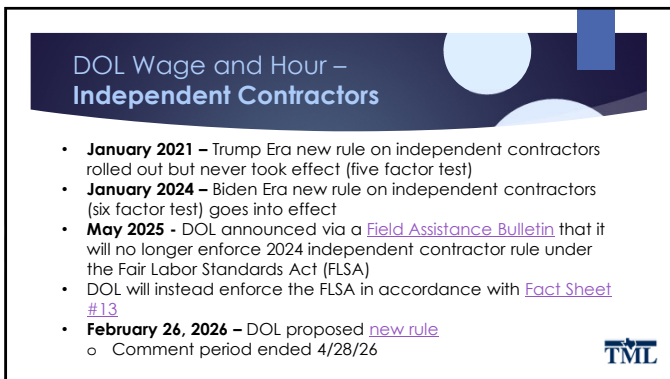 DOL Wage and Hour –
Independent Contractors
• January 2021 – Trump Era new rule on independent contractors
rolled out but never took effect (five factor test)
• January 2024 – Biden Era new rule on independent contractors
(six factor test) goes into effect
• May 2025 - DOL announced via a Field Assistance Bulletin that it
will no longer enforce 2024 independent contractor rule under
the Fair Labor Standards Act (FLSA)
• DOL will instead enforce the FLSA in accordance with Fact Sheet
#13
• February 26, 2026 – DOL proposed new rule
o Comment period ended 4/28/26
TML